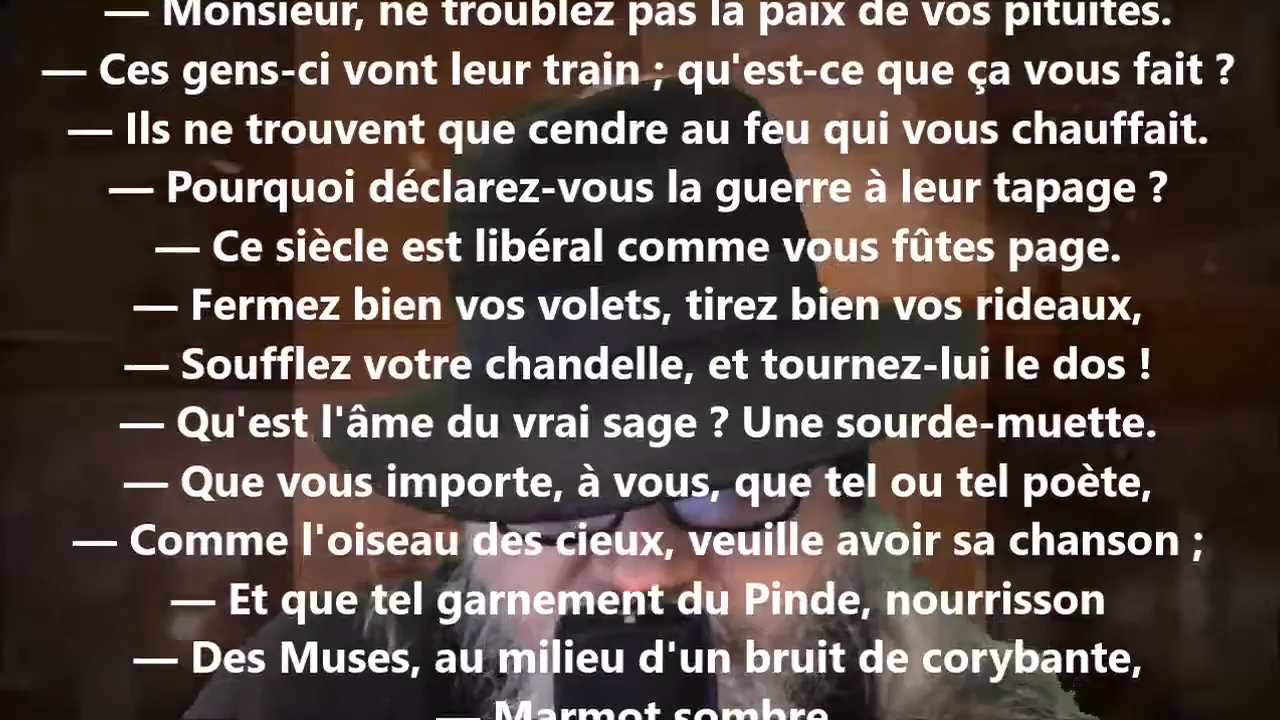 — Monsieur, ne troublez pas la paix de vos pituites.
— Ces gens-ci vont leur train ; qu'est-ce que ça vous fait ?
— Ils ne trouvent que cendre au feu qui vous chauffait.
— Pourquoi déclarez-vous la guerre à leur tapage ?
— Ce siècle est libéral comme vous fûtes page.
— Fermez bien vos volets, tirez bien vos rideaux,
— Soufflez votre chandelle, et tournez-lui le dos !
— Qu'est l'âme du vrai sage ? Une sourde-muette.
— Que vous importe, à vous, que tel ou tel poète,
— Comme l'oiseau des cieux, veuille avoir sa chanson ;
— Et que tel garnement du Pinde, nourrisson
— Des Muses, au milieu d'un bruit de corybante,
— Marmot sombre